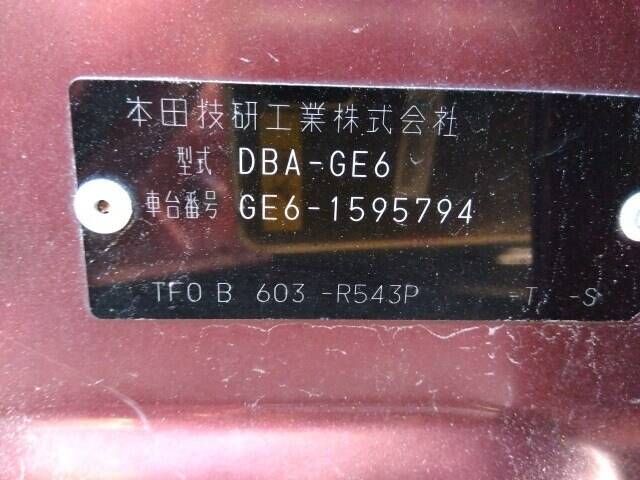 本田技研工業株式会社
型式 DBA-GE6
車台番号 GE6-1595794
TF0 B 603 -R543P -T -S